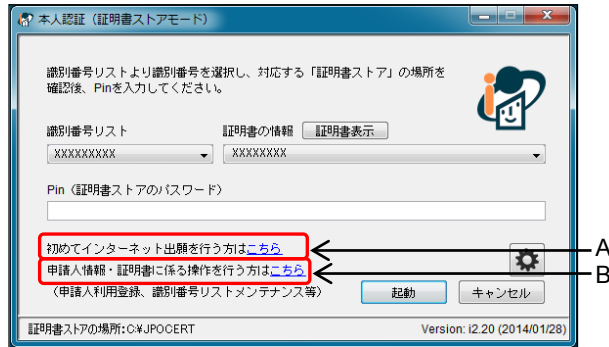 本人認証（証明書ストアモード）
識別番号リストより識別番号を選択し、対応する「証明書ストア」の場所を
確認後、Pinを入力してください。
識別番号リスト 証明書の情報 証明書表示
XXXXXXXXX XXXXXXXX
Pin（証明書ストアのパスワード）
初めてインターネット出願を行う方はこちら A
申請人情報・証明書に係る操作を行う方はこちら B
（申請人利用登録、識別番号リストメンテナンス等） 起動 キャンセル
証明書ストアの場所:C:¥JPOCERT Version: i2.20 (2014/01/28)